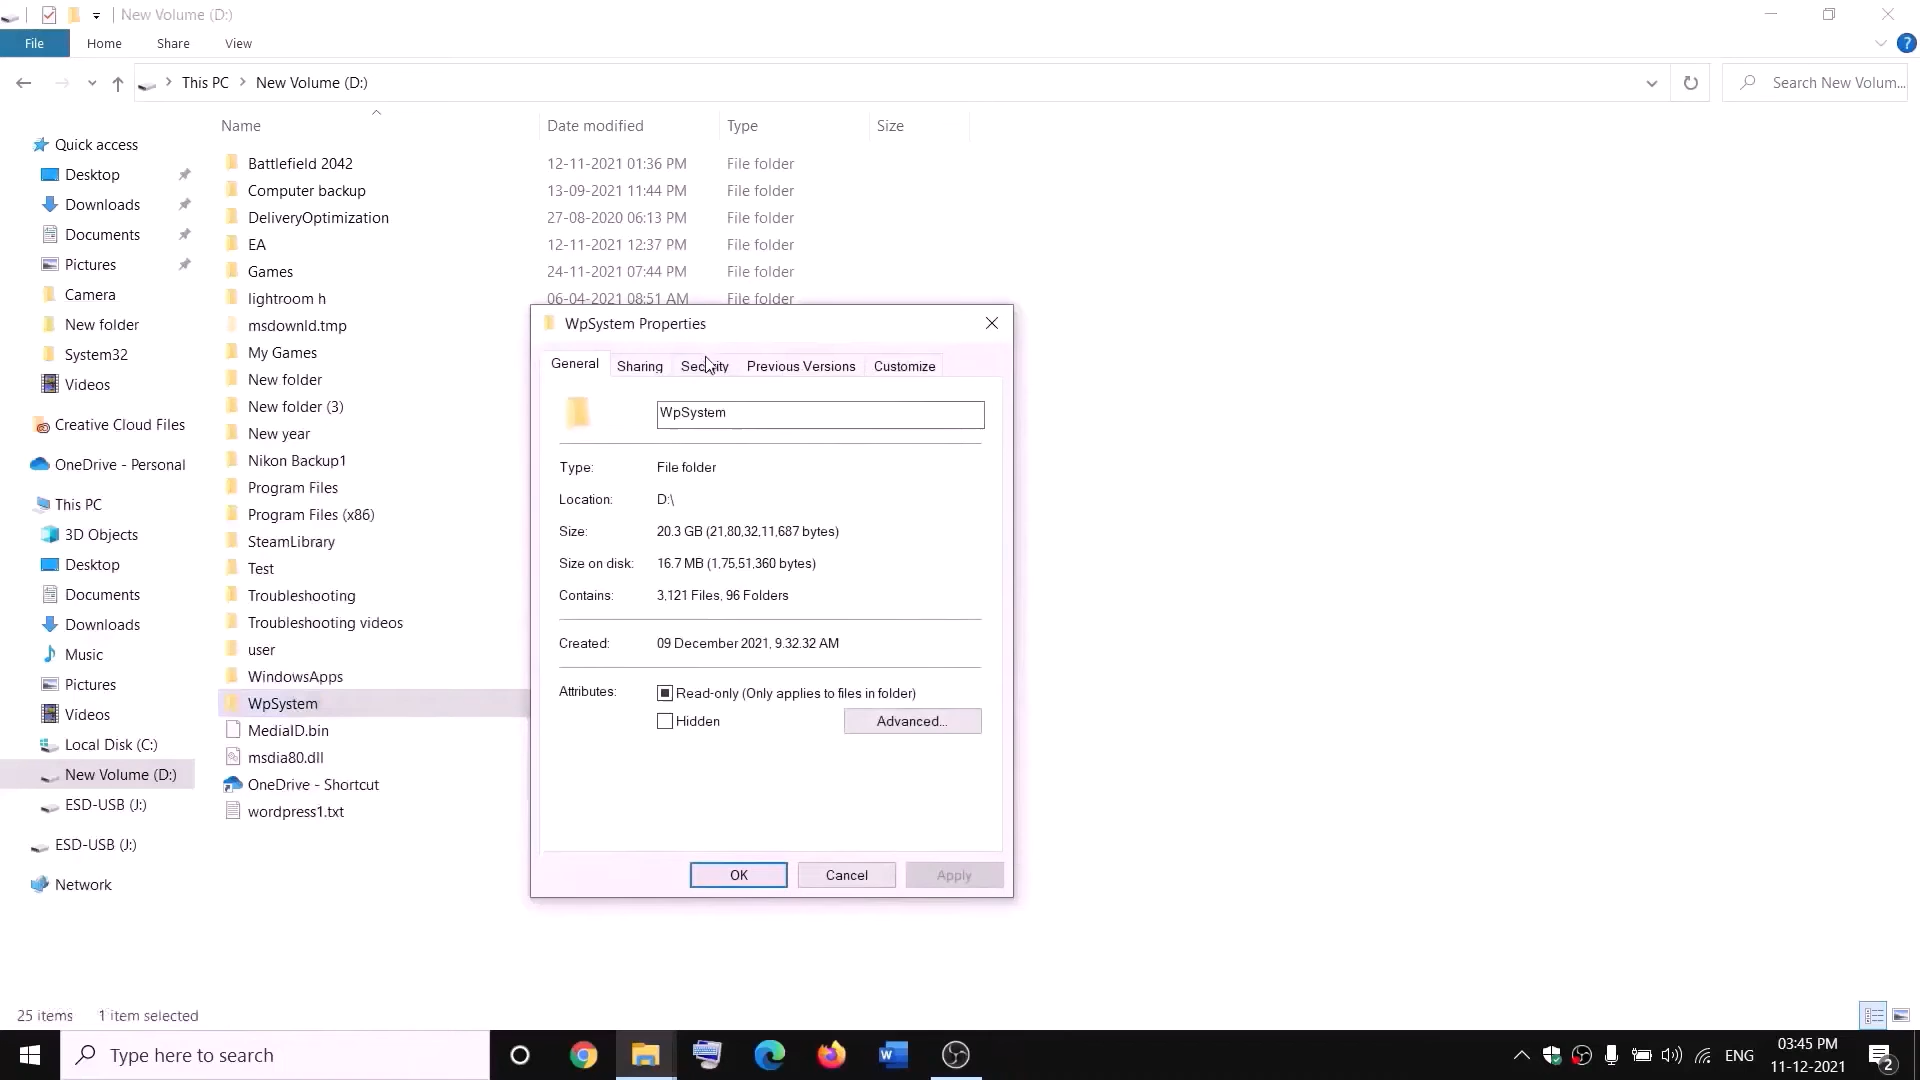 New Volume (D:)
File Home Share View
This PC New Volume (D:) Search New Volum...
Name Date modified Type Size
Quick access
Desktop
Downloads
Documents
Pictures
Camera
New folder
System32
Videos
Creative Cloud Files
OneDrive - Personal
This PC
3D Objects
Desktop
Documents
Downloads
Music
Pictures
Videos
Local Disk (C:)
New Volume (D:)
ESD-USB (J:)
ESD-USB (J:)
Network
Battlefield 2042 12-11-2021 01:36 PM File folder
Computer backup 13-09-2021 11:44 PM File folder
DeliveryOptimization 27-08-2020 06:13 PM File folder
EA 12-11-2021 12:37 PM File folder
Games 24-11-2021 07:44 PM File folder
lightroom h 06-04-2021 08:51 AM File folder
msdownld.tmp
My Games
New folder
New folder (3)
New year
Nikon Backup1
Program Files
Program Files (x86)
SteamLibrary
Test
Troubleshooting
Troubleshooting videos
user
WindowsApps
WpSystem
MediaID.bin
msdia80.dll
OneDrive - Shortcut
wordpress1.txt
WpSystem Properties
General Sharing Security Previous Versions Customize
WpSystem
Type: File folder
Location: D:\
Size: 20.3 GB (21,80,32,11,687 bytes)
Size on disk: 16.7 MB (1,75,51,360 bytes)
Contains: 3,121 Files, 96 Folders
Created: 09 December 2021, 9.32.32 AM
Attributes: Read-only (Only applies to files in folder)
Hidden Advanced...
OK Cancel Apply
25 items 1 item selected
Type here to search
ENG
03:45 PM
11-12-2021
2